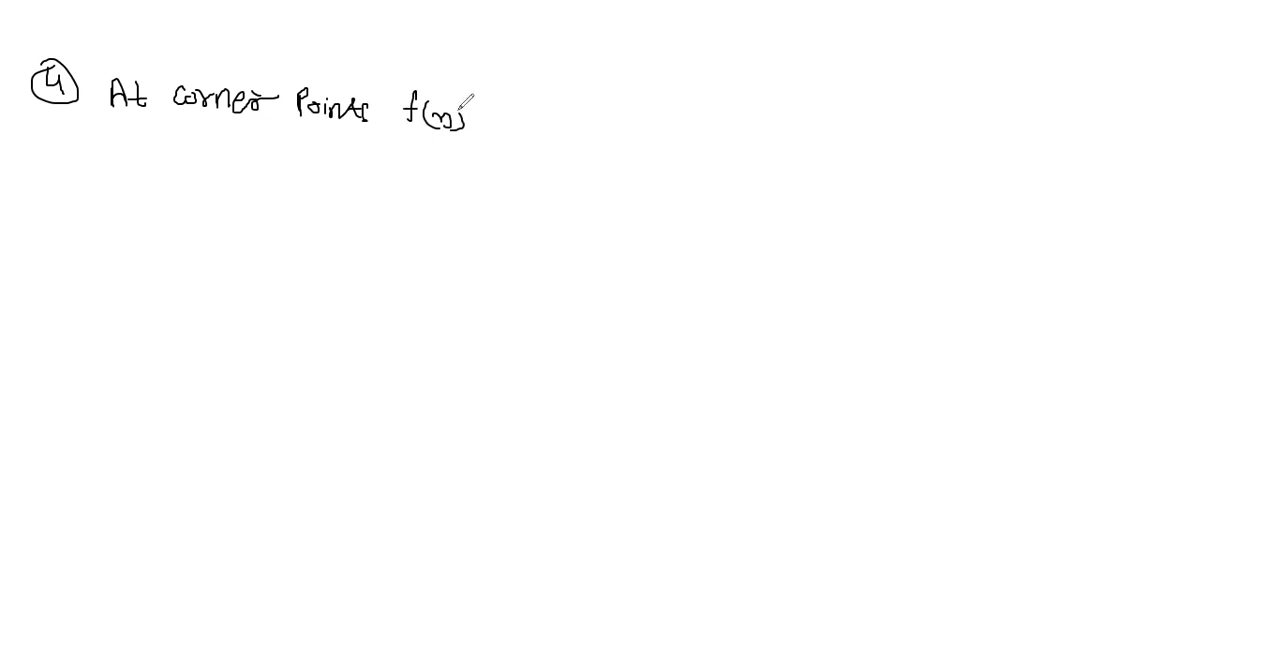 ④ At corner Points f(x)